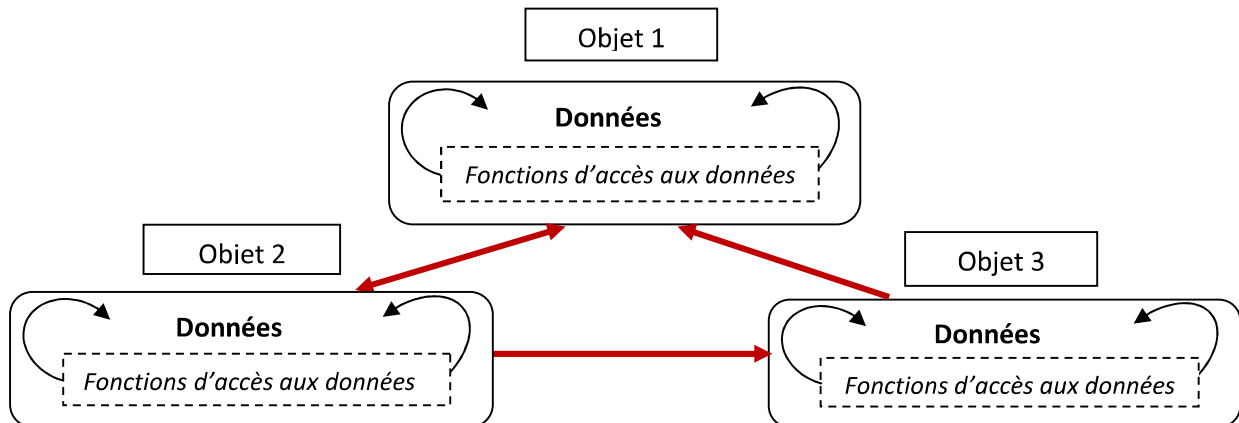 Objet 1
Données
Fonctions d'accès aux données
Obiet 2
Objet 3
Données
Fonctions d'accès aux données
Données
Fonctions d'accès aux données